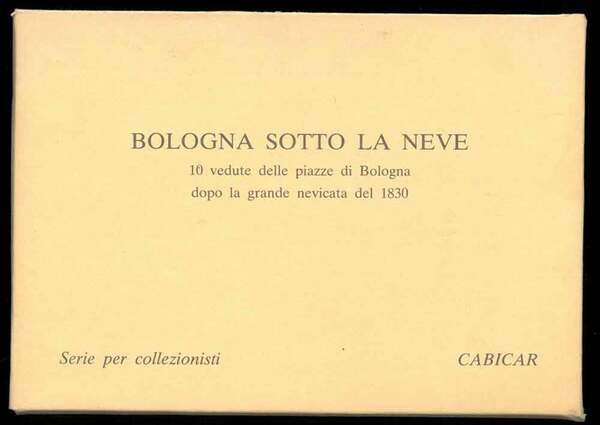 BOLOGNA SOTTO LA NEVE
10 vedute delle piazze di Bologna
dopo la grande nevicata del 1830
Serie per collezionisti CABICAR